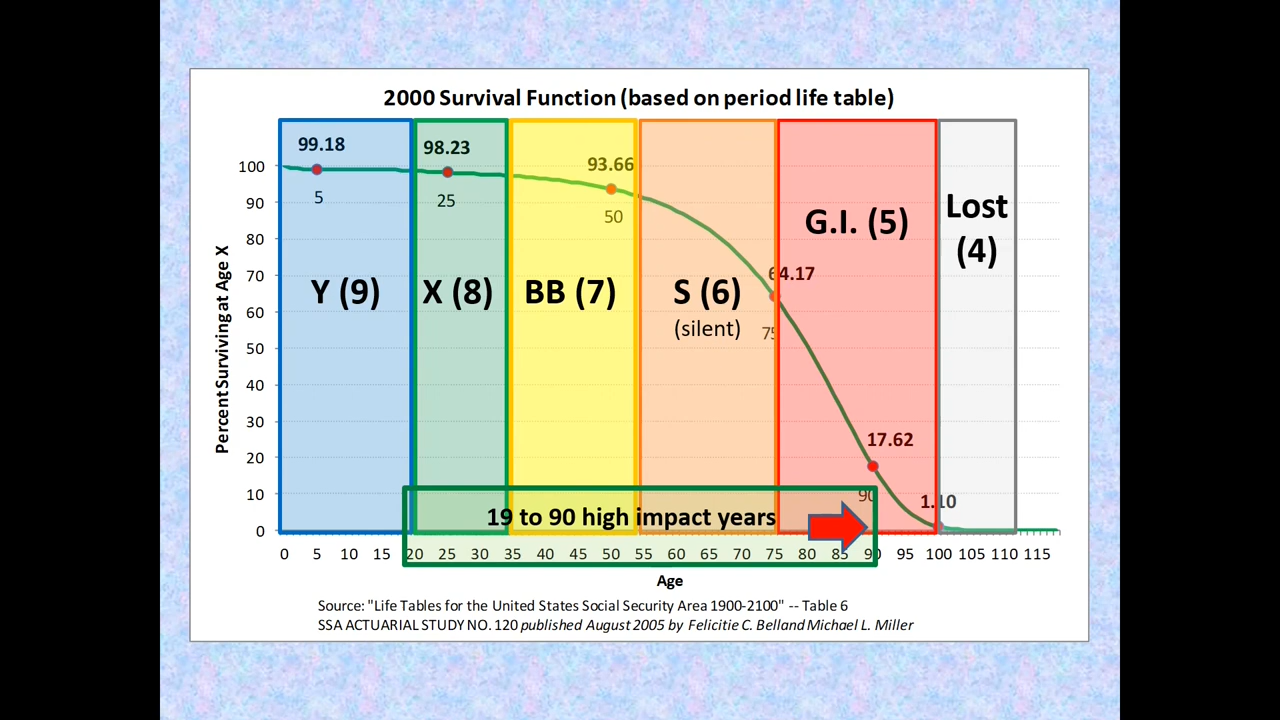 2000 Survival Function (based on period life table)
99.18
98.23
93.66
5
25
50
Lost
(4)
G.I. (5)
64.17
Y (9)
X (8)
BB (7)
S (6)
(silent)
75
17.62
90
1.10
19 to 90 high impact years
Percent Surviving at Age X
100
90
80
70
60
50
40
30
20
10
0
0 5 10 15 20 25 30 35 40 45 50 55 60 65 70 75 80 85 90 95 100 105 110 115
Age
Source: "Life Tables for the United States Social Security Area 1900-2100" -- Table 6
SSA ACTUARIAL STUDY NO. 120 published August 2005 by Felicitie C. Belland Michael L. Miller